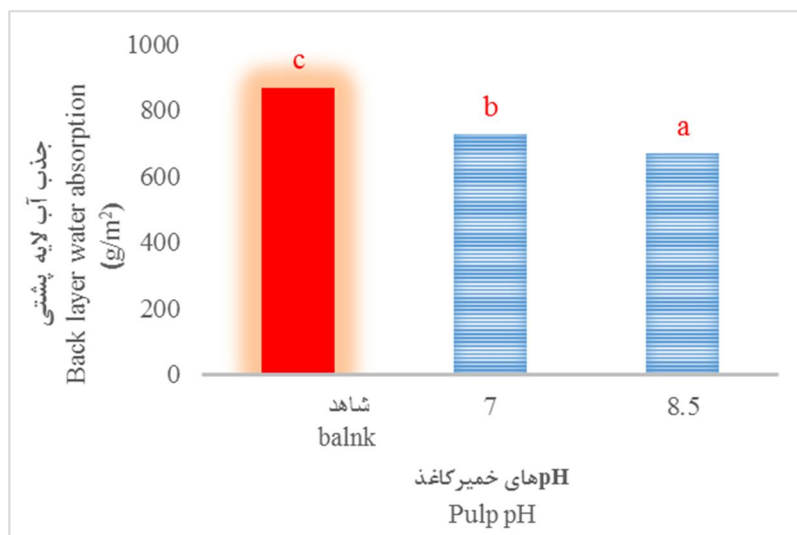 جذب آب لایه پشتی
Back layer water absorption
(g/m²)
1000
800
600
400
200
0
c
b
a
شاهد
balnk
7
8.5
pHهای خمیرکاغذ
Pulp pH